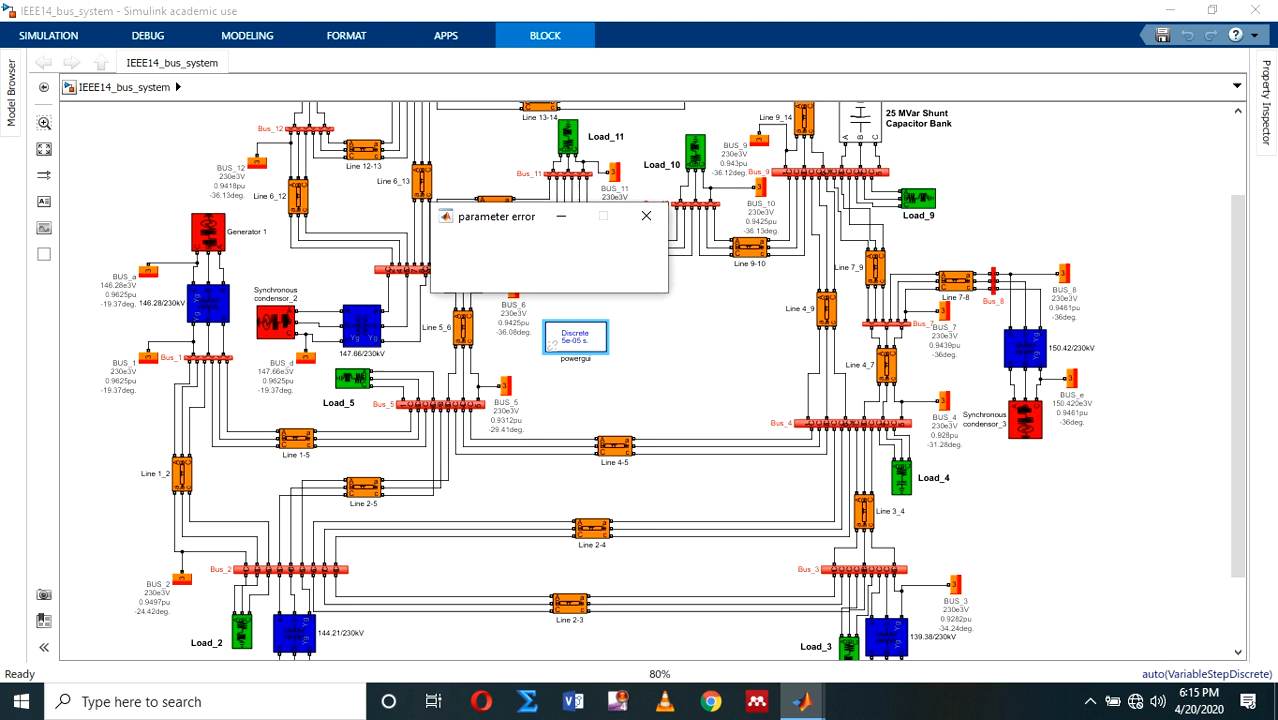 IEEE14_bus_system - Simulink academic use
SIMULATION
DEBUG
MODELING
FORMAT
APPS
BLOCK
IEEE14_bus_system
IEEE14_bus_system
Model Browser
Property Inspector
Line 13-14
Line 9_14
25 MVar Shunt
Capacitor Bank
A B C
Bus_12
Load_11
Load_10
BUS_9
230e3V
0.943pu
-36.12deg.
Bus_9
Line 12-13
BUS_12
230e3V
0.9418pu
-36.13deg.
Line 6_12
Line 6_13
Bus_11
BUS_11
230e3V
BUS_10
230e3V
0.9425pu
-36.13deg.
Load_9
parameter error
Generator 1
Line 9-10
Line 7_9
BUS_a
146.28e3V
0.9625pu
-19.37deg.
146.28/230kV
Synchronous
condensor_2
147.66/230kV
Line 5_6
BUS_6
230e3V
0.9425pu
-36.08deg.
Discrete
5e-05 s.
powergui
Line 4_9
Line 7-8
Bus_8
BUS_8
230e3V
0.9461pu
-36deg.
Bus_7
BUS_7
230e3V
0.9439pu
-36deg.
150.42/230kV
Bus_1
BUS_1
230e3V
0.9625pu
-19.37deg.
BUS_d
147.66e3V
0.9625pu
-19.37deg.
Load_5
Bus_5
BUS_5
230e3V
0.9312pu
-29.41deg.
Line 4_7
BUS_4
230e3V
0.928pu
-31.28deg.
Bus_4
BUS_e
150.420e3V
0.9461pu
-36deg.
Synchronous
condensor_3
Line 1-5
Line 4-5
Line 1_2
Load_4
Line 2-5
Line 3_4
Line 2-4
Bus_2
Bus_3
BUS_2
230e3V
0.9497pu
-24.42deg.
BUS_3
230e3V
0.9282pu
-34.24deg.
Line 2-3
Load_2
144.21/230kV
Load_3
139.38/230kV
Ready
80%
auto(VariableStepDiscrete)
Type here to search
6:15 PM
4/20/2020